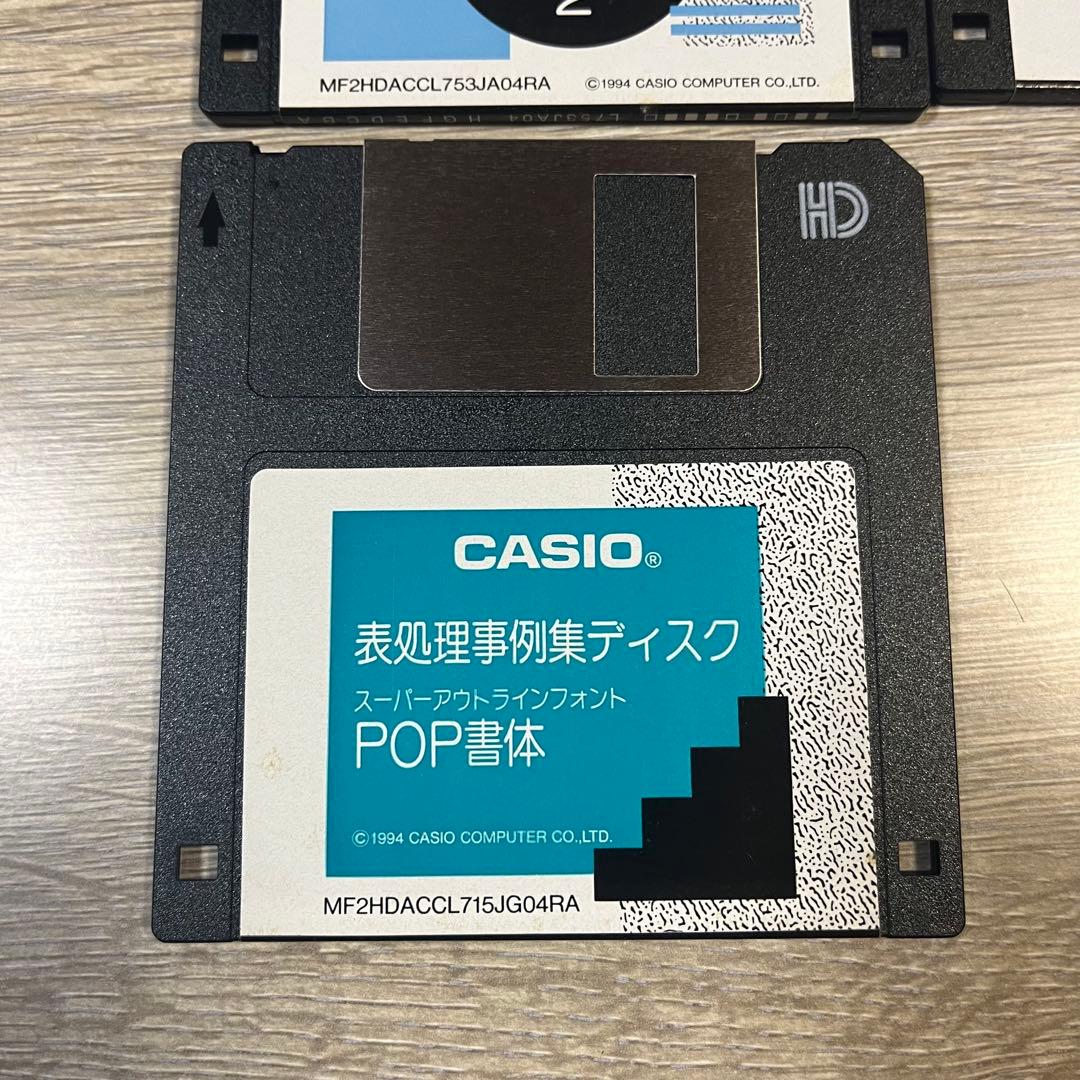 2
MF2HDACCL753JA04RA
©1994 CASIO COMPUTER CO.,LTD.
L753JA04 HGFEDCBA
HD
CASIO®
表処理事例集ディスク
スーパーアウトラインフォント
POP書体
©1994 CASIO COMPUTER CO.,LTD.
MF2HDACCL715JG04RA